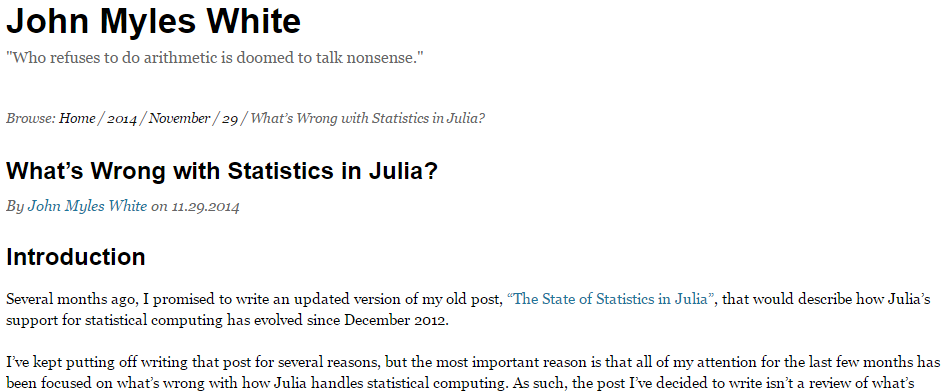 John Myles White
"Who refuses to do arithmetic is doomed to talk nonsense."
Browse: Home / 2014 / November / 29 / What’s Wrong with Statistics in Julia?
What’s Wrong with Statistics in Julia?
By John Myles White on 11.29.2014
Introduction
Several months ago, I promised to write an updated version of my old post, “The State of Statistics in Julia”, that would describe how Julia’s
support for statistical computing has evolved since December 2012.
I’ve kept putting off writing that post for several reasons, but the most important reason is that all of my attention for the last few months has
been focused on what’s wrong with how Julia handles statistical computing. As such, the post I’ve decided to write isn’t a review of what’s